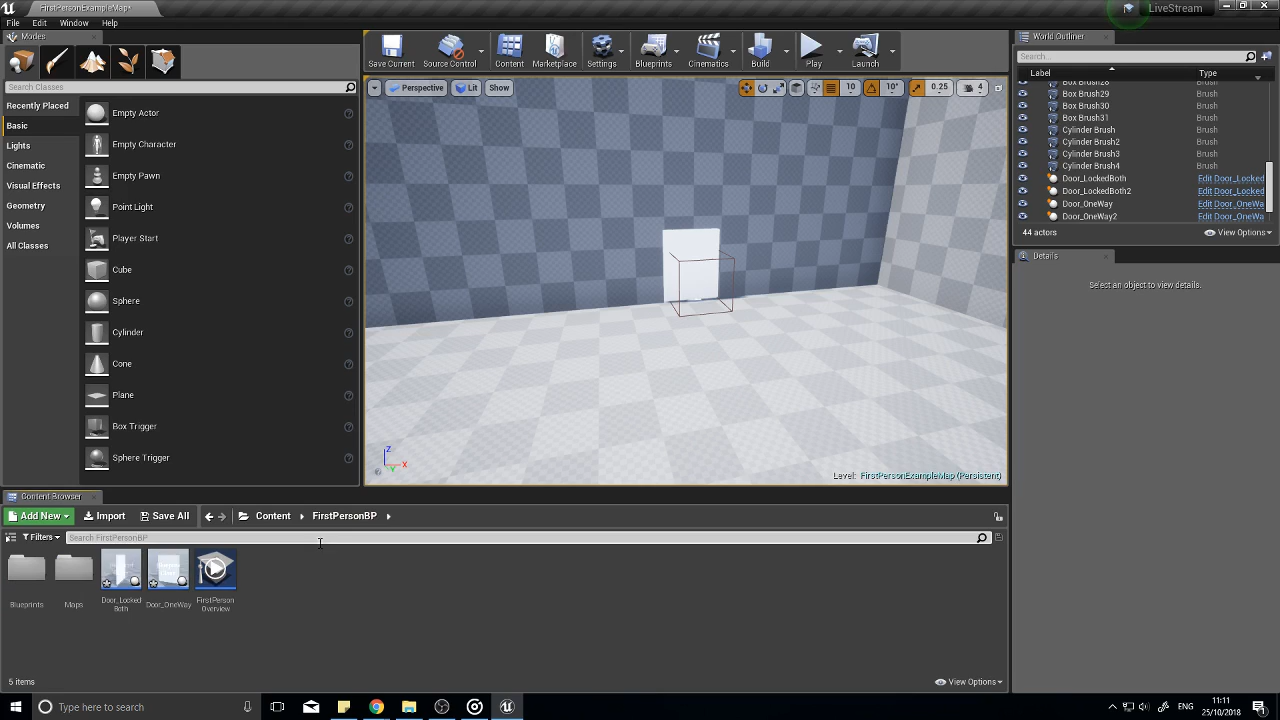 FirstPersonExampleMap*
LiveStream
File Edit Window Help
Modes
Search Classes
Recently Placed
Basic
Lights
Cinematic
Visual Effects
Geometry
Volumes
All Classes
Empty Actor
Empty Character
Empty Pawn
Point Light
Player Start
Cube
Sphere
Cylinder
Cone
Plane
Box Trigger
Sphere Trigger
Save Current
Source Control
Content
Marketplace
Settings
Blueprints
Cinematics
Build
Play
Launch
Perspective
Lit
Show
10
10°
0.25
4
Z
X
Y
Level: FirstPersonExampleMap (Persistent)
World Outliner
Search...
Label Type
Box Brush28 Brush
Box Brush29 Brush
Box Brush30 Brush
Box Brush31 Brush
Cylinder Brush Brush
Cylinder Brush2 Brush
Cylinder Brush3 Brush
Cylinder Brush4 Brush
Door_LockedBoth Edit Door_Locked
Door_LockedBoth2 Edit Door_Locked
Door_OneWay Edit Door_OneWa
Door_OneWay2 Edit Door_OneWa
44 actors
View Options
Details
Select an object to view details.
Content Browser
Add New
Import
Save All
Content
FirstPersonBP
Filters
Search FirstPersonBP
Blueprints
Maps
Door_Locked
Both
Door_OneWay
FirstPerson
Overview
5 items
View Options
Type here to search
11:11
25/10/2018